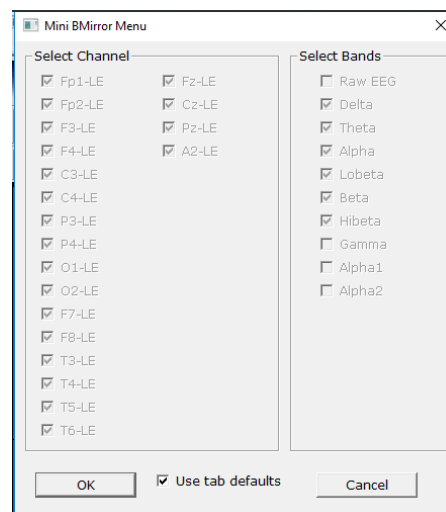 Mini BMirror Menu
Select Channel
Fp1-LE
Fp2-LE
F3-LE
F4-LE
C3-LE
C4-LE
P3-LE
P4-LE
O1-LE
O2-LE
F7-LE
F8-LE
T3-LE
T4-LE
T5-LE
T6-LE
Fz-LE
Cz-LE
Pz-LE
A2-LE
Select Bands
Raw EEG
Delta
Theta
Alpha
Lobeta
Beta
Hibeta
Gamma
Alpha1
Alpha2
OK
Use tab defaults
Cancel